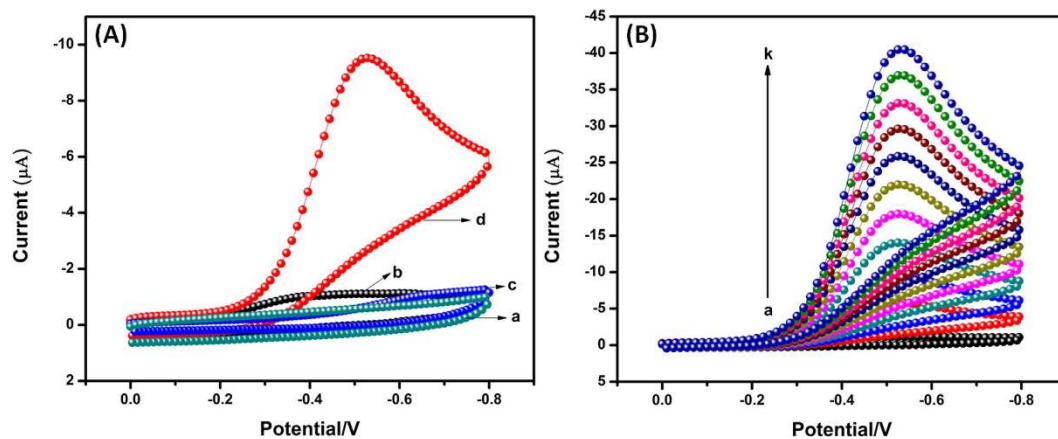 (A)
-10
-8
-6
-4
-2
0
2
Current (μA)
0.0
-0.2
-0.4
-0.6
-0.8
Potential/V
d
b
c
a
(B)
-45
-40
-35
-30
-25
-20
-15
-10
-5
0
5
Current (μA)
0.0
-0.2
-0.4
-0.6
-0.8
Potential/V
k
a